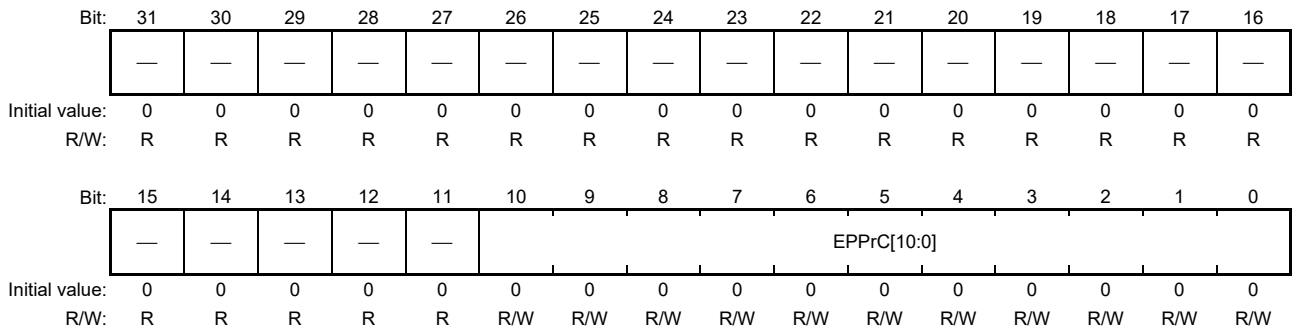 Bit: 31 30 29 28 27 26 25 24 23 22 21 20 19 18 17 16
— — — — — — — — — — — — — — — —
Initial value: 0 0 0 0 0 0 0 0 0 0 0 0 0 0 0 0
R/W: R R R R R R R R R R R R R R R R
Bit: 15 14 13 12 11 10 9 8 7 6 5 4 3 2 1 0
— — — — — EPPrC[10:0]
Initial value: 0 0 0 0 0 0 0 0 0 0 0 0 0 0 0 0
R/W: R R R R R R/W R/W R/W R/W R/W R/W R/W R/W R/W R/W R/W